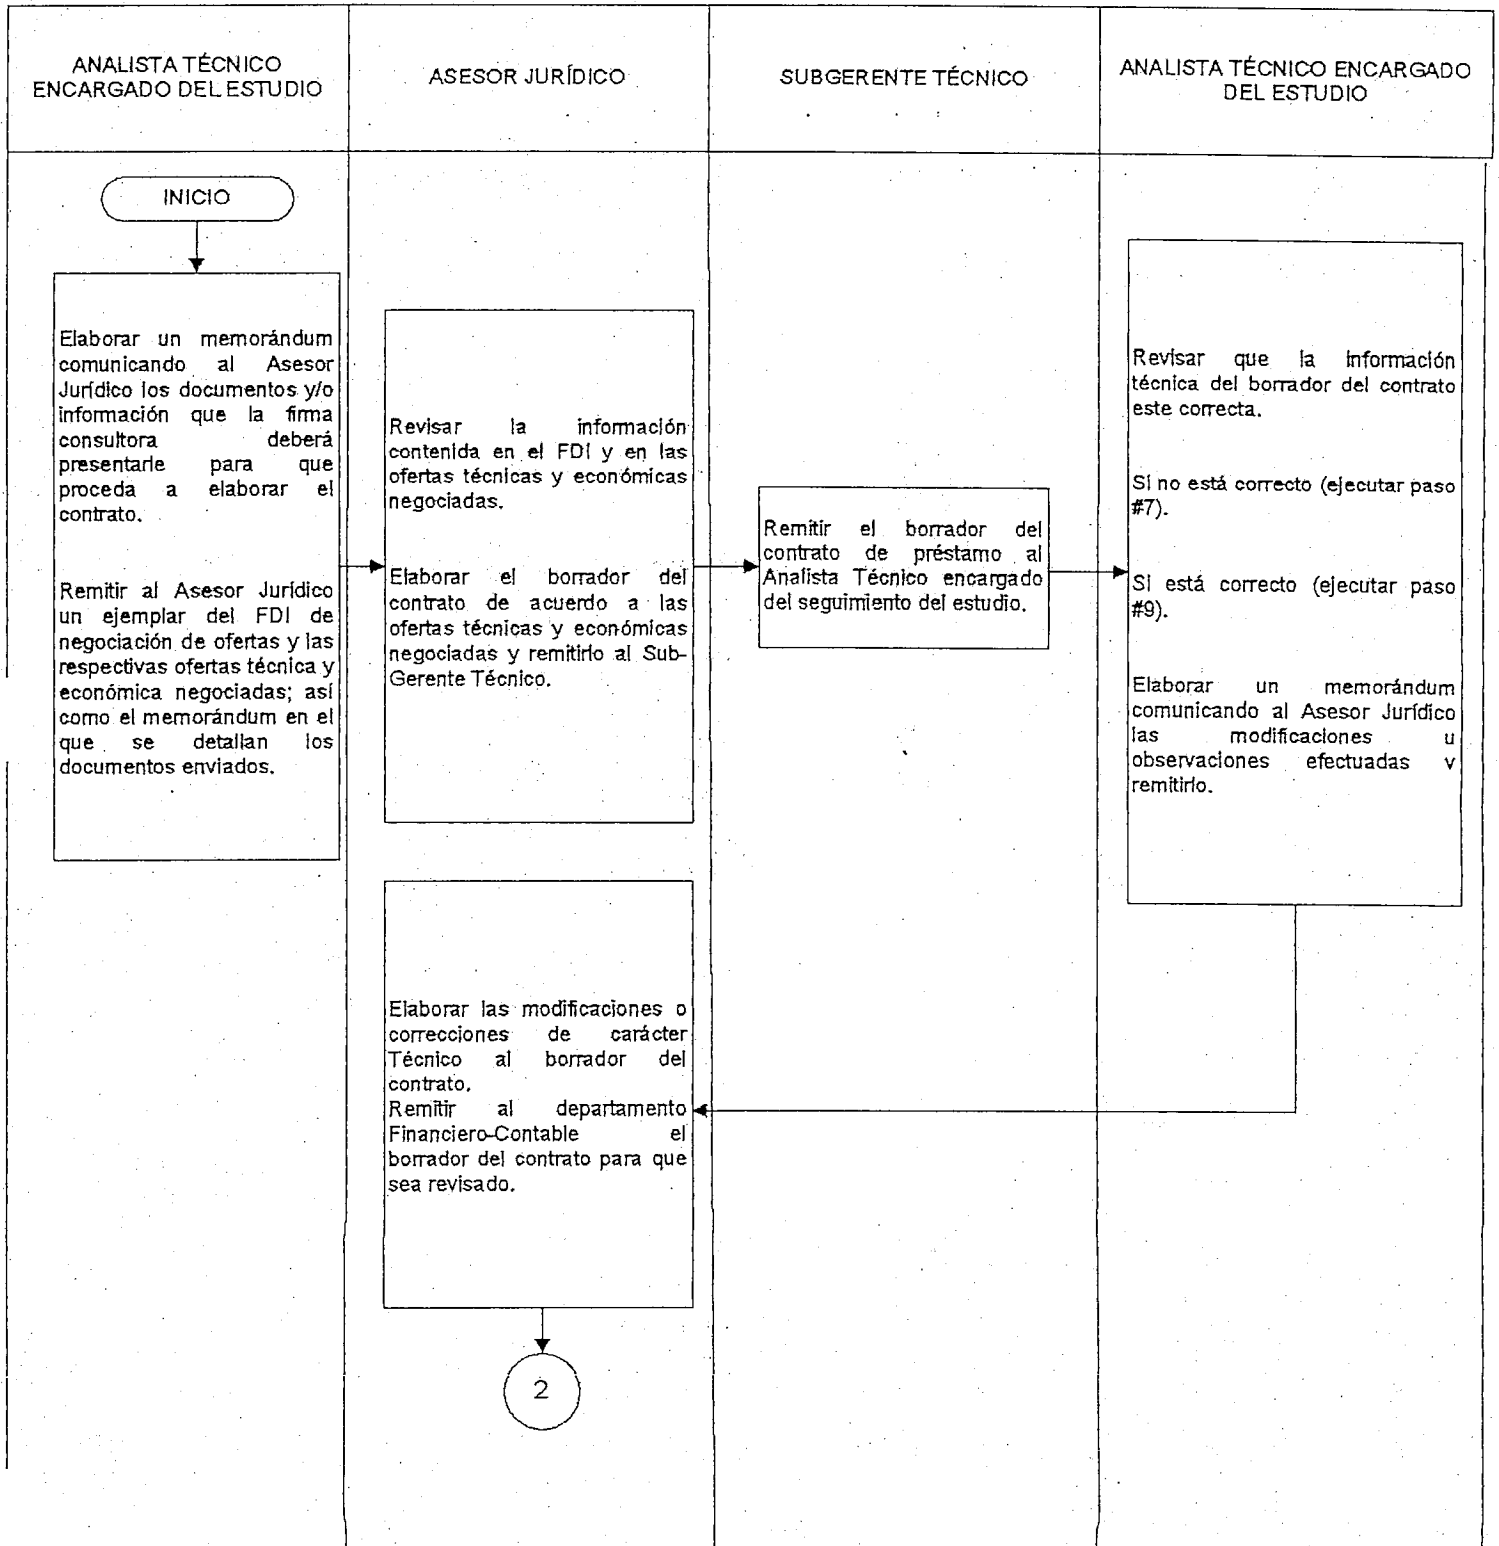 ANALISTA TÉCNICO
ENCARGADO DEL ESTUDIO
ASESOR JURÍDICO
SUBGERENTE TÉCNICO
ANALISTA TÉCNICO ENCARGADO
DEL ESTUDIO
INICIO
Elaborar un memorándum
comunicando al Asesor
Jurídico los documentos y/o
información que la firma
consultora deberá
presentarle para que
proceda a elaborar el
contrato.
Remitir al Asesor Jurídico
un ejemplar del FDI de
negociación de ofertas y las
respectivas ofertas técnica y
económica negociadas; así
como el memorándum en el
que se detallan los
documentos enviados.
Revisar la información
contenida en el FDI y en las
ofertas técnicas y económicas
negociadas.
Elaborar el borrador del
contrato de acuerdo a las
ofertas técnicas y económicas
negociadas y remitirlo al Sub-
Gerente Técnico.
Remitir el borrador del
contrato de préstamo al
Analista Técnico encargado
del seguimiento del estudio.
Revisar que la información
técnica del borrador del contrato
este correcta.
Si no está correcto (ejecutar paso
#7).
Si está correcto (ejecutar paso
#9).
Elaborar un memorándum
comunicando al Asesor Jurídico
las modificaciones u
observaciones efectuadas y
remitirlo.
Elaborar las modificaciones o
correcciones de carácter
Técnico al borrador del
contrato.
Remitir al departamento
Financiero-Contable el
borrador del contrato para que
sea revisado.
2